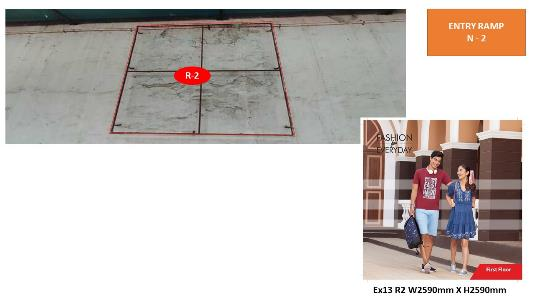 ENTRY RAMP
N - 2
R-2
FASHION
EVERYDAY
First Floor
Ex13 R2 W2590mm X H2590mm